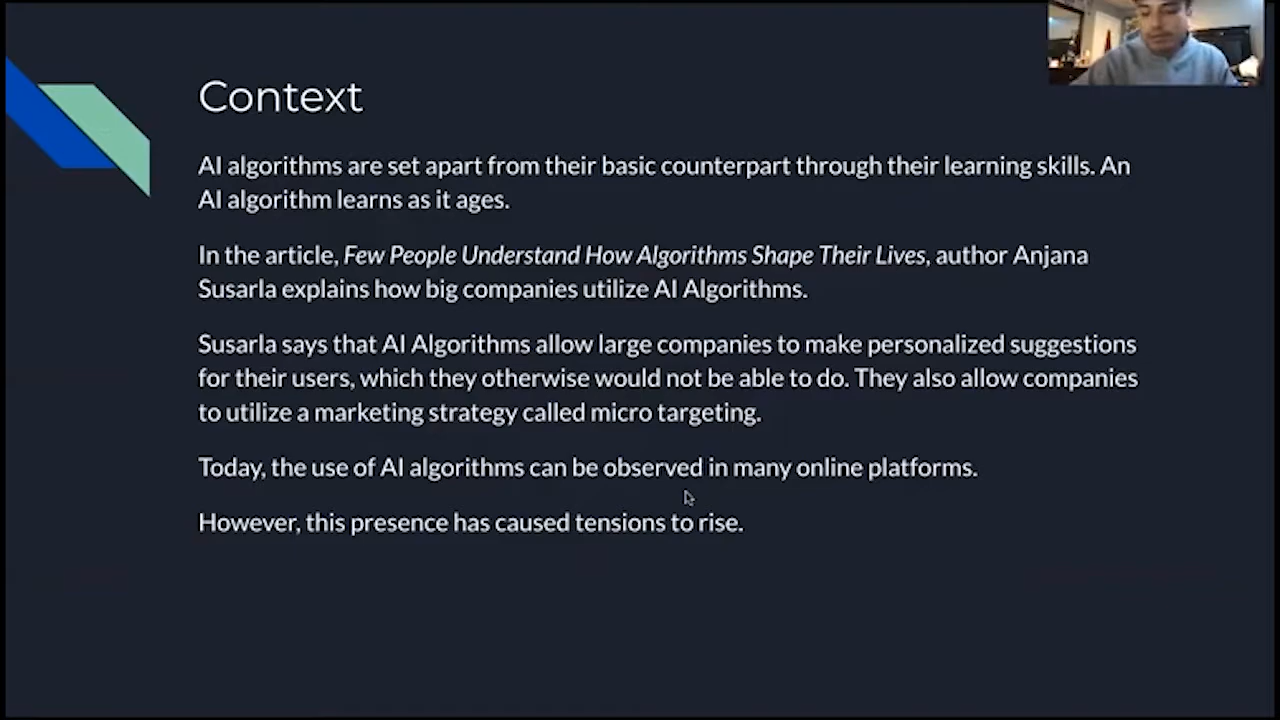 Context
AI algorithms are set apart from their basic counterpart through their learning skills. An
AI algorithm learns as it ages.
In the article, Few People Understand How Algorithms Shape Their Lives, author Anjana
Susarla explains how big companies utilize AI Algorithms.
Susarla says that AI Algorithms allow large companies to make personalized suggestions
for their users, which they otherwise would not be able to do. They also allow companies
to utilize a marketing strategy called micro targeting.
Today, the use of AI algorithms can be observed in many online platforms.
However, this presence has caused tensions to rise.